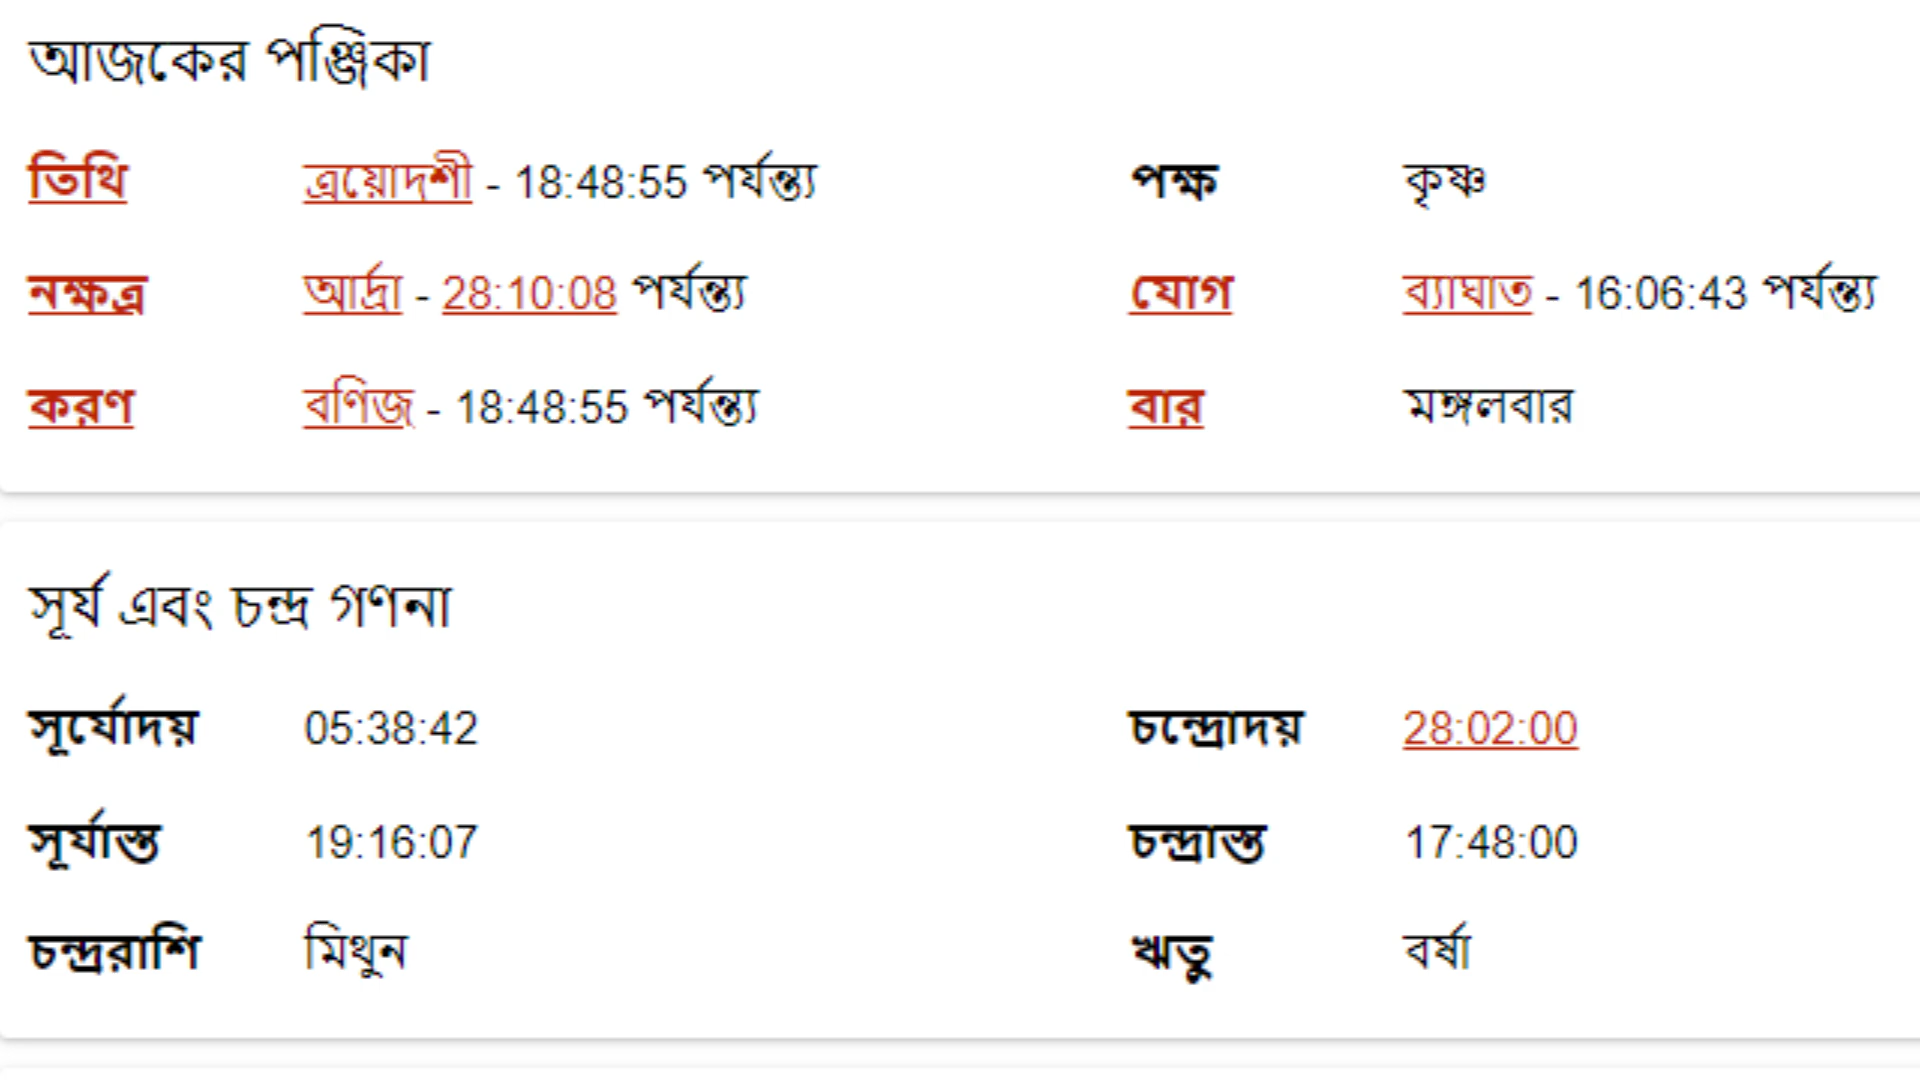 আজকের পঞ্জিকা
তিথি ত্রয়োদশী - 18:48:55 পর্যন্ত্য পক্ষ কৃষ্ণ
নক্ষত্র আর্দ্রা - 28:10:08 পর্যন্ত্য যোগ ব্যাঘাত - 16:06:43 পর্যন্ত্য
করণ বণিজ - 18:48:55 পর্যন্ত্য বার মঙ্গলবার
সূর্য এবং চন্দ্র গণনা
সূর্যোদয় 05:38:42 চন্দ্রোদয় 28:02:00
সূর্যাস্ত 19:16:07 চন্দ্রাস্ত 17:48:00
চন্দ্ররাশি মিথুন ঋতু বর্ষা